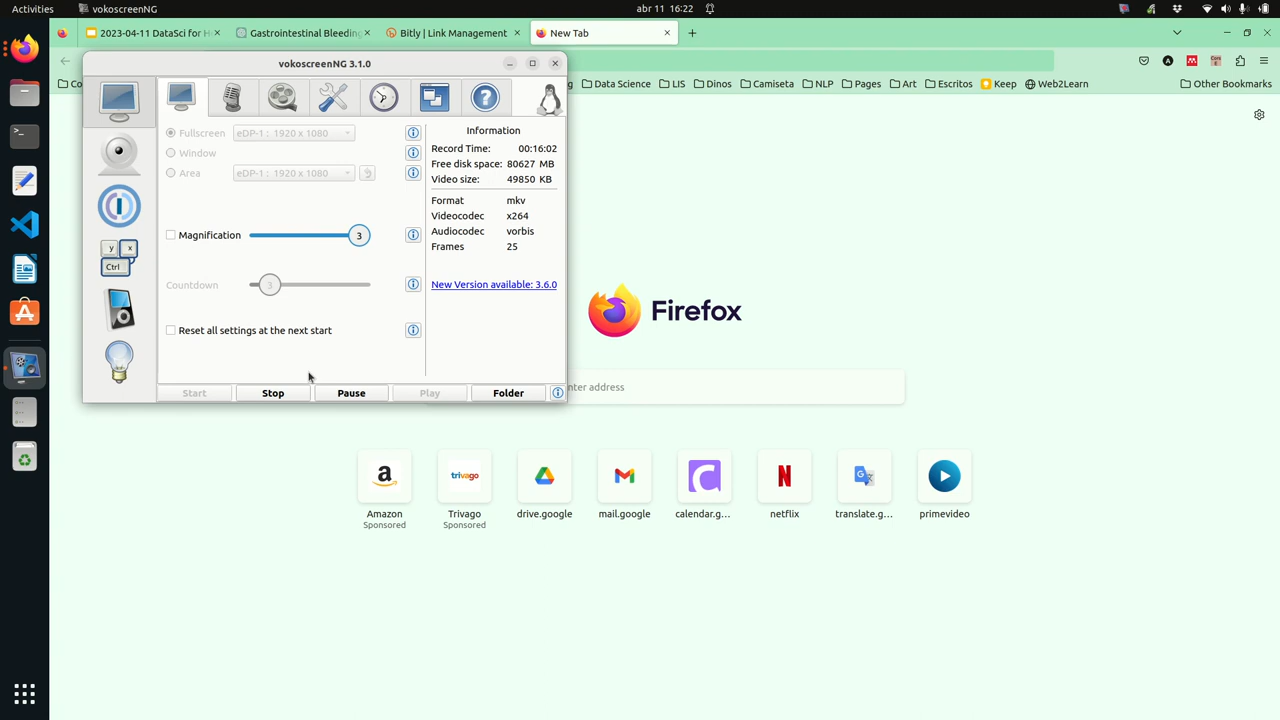 Activities
vokoscreenNG
abr 11 16:22
2023-04-11 DataSci for H
Gastrointestinal Bleeding
Bitly | Link Management
New Tab
vokoscreenNG 3.1.0
Data Science
LIS
Dinos
Camiseta
NLP
Pages
Art
Escritos
Keep
Web2Learn
Other Bookmarks
Fullscreen
eDP-1 : 1920 x 1080
Window
Area
eDP-1 : 1920 x 1080
Magnification
3
Countdown
3
Reset all settings at the next start
Information
Record Time: 00:16:02
Free disk space: 80627 MB
Video size: 49850 KB
Format mkv
Videocodec x264
Audiocodec vorbis
Frames 25
New Version available: 3.6.0
Start
Stop
Pause
Play
Folder
y x
Ctrl
Firefox
nter address
Amazon
Sponsored
trivago
Trivago
Sponsored
drive.google
mail.google
calendar.g...
netflix
translate.g...
primevideo